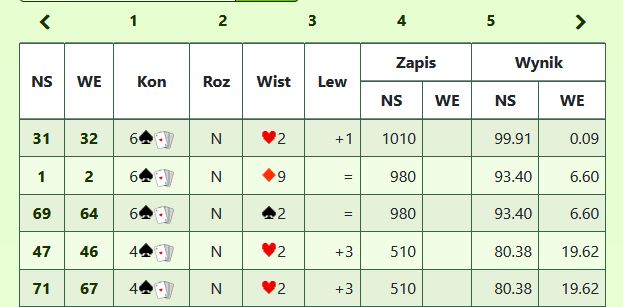 1 2 3 4 5
NS WE Kon Roz Wist Lew Zapis Wynik
NS WE NS WE
31 32 6♠ N ♥2 +1 1010 99.91 0.09
1 2 6♠ N ♦9 = 980 93.40 6.60
69 64 6♠ N ♠2 = 980 93.40 6.60
47 46 4♠ N ♥2 +3 510 80.38 19.62
71 67 4♠ N ♥2 +3 510 80.38 19.62